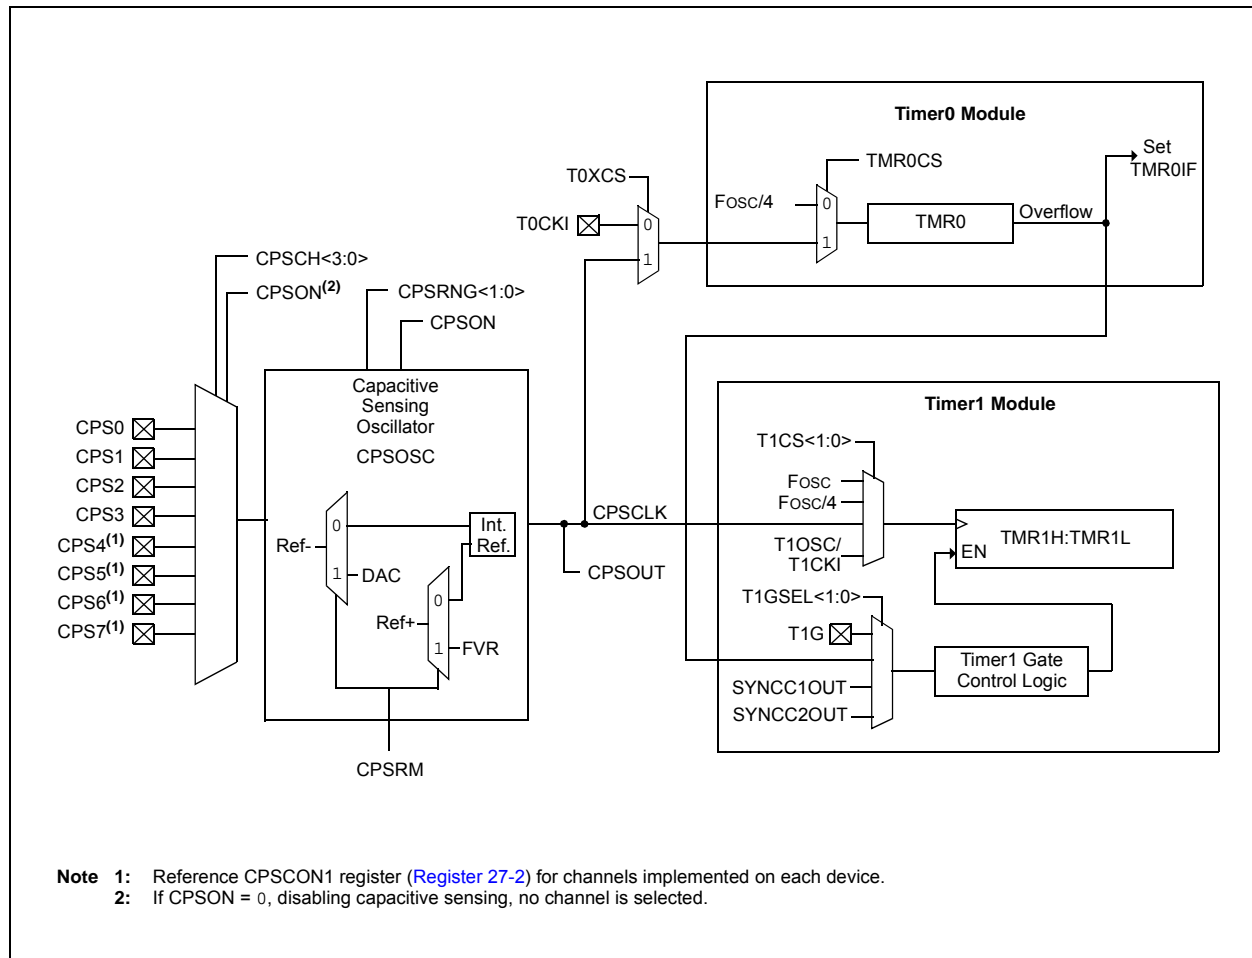 Timer0 Module
Set
TMR0IF
TMR0CS
T0XCS
FOSC/4
0
1
TMR0
Overflow
T0CKI
0
1
CPSCH<3:0>
CPSON(2)
CPSRNG<1:0>
CPSON
Capacitive
Sensing
Oscillator
CPSOSC
CPS0
CPS1
CPS2
CPS3
CPS4(1)
CPS5(1)
CPS6(1)
CPS7(1)
0
1
Ref-
DAC
Int.
Ref.
0
1
Ref+
FVR
CPSRM
CPSCLK
CPSOUT
Timer1 Module
T1CS<1:0>
FOSC
FOSC/4
T1OSC/
T1CKI
TMR1H:TMR1L
EN
T1GSEL<1:0>
T1G
SYNCC1OUT
SYNCC2OUT
Timer1 Gate
Control Logic
Note 1: Reference CPSCON1 register (Register 27-2) for channels implemented on each device.
2: If CPSON = 0, disabling capacitive sensing, no channel is selected.